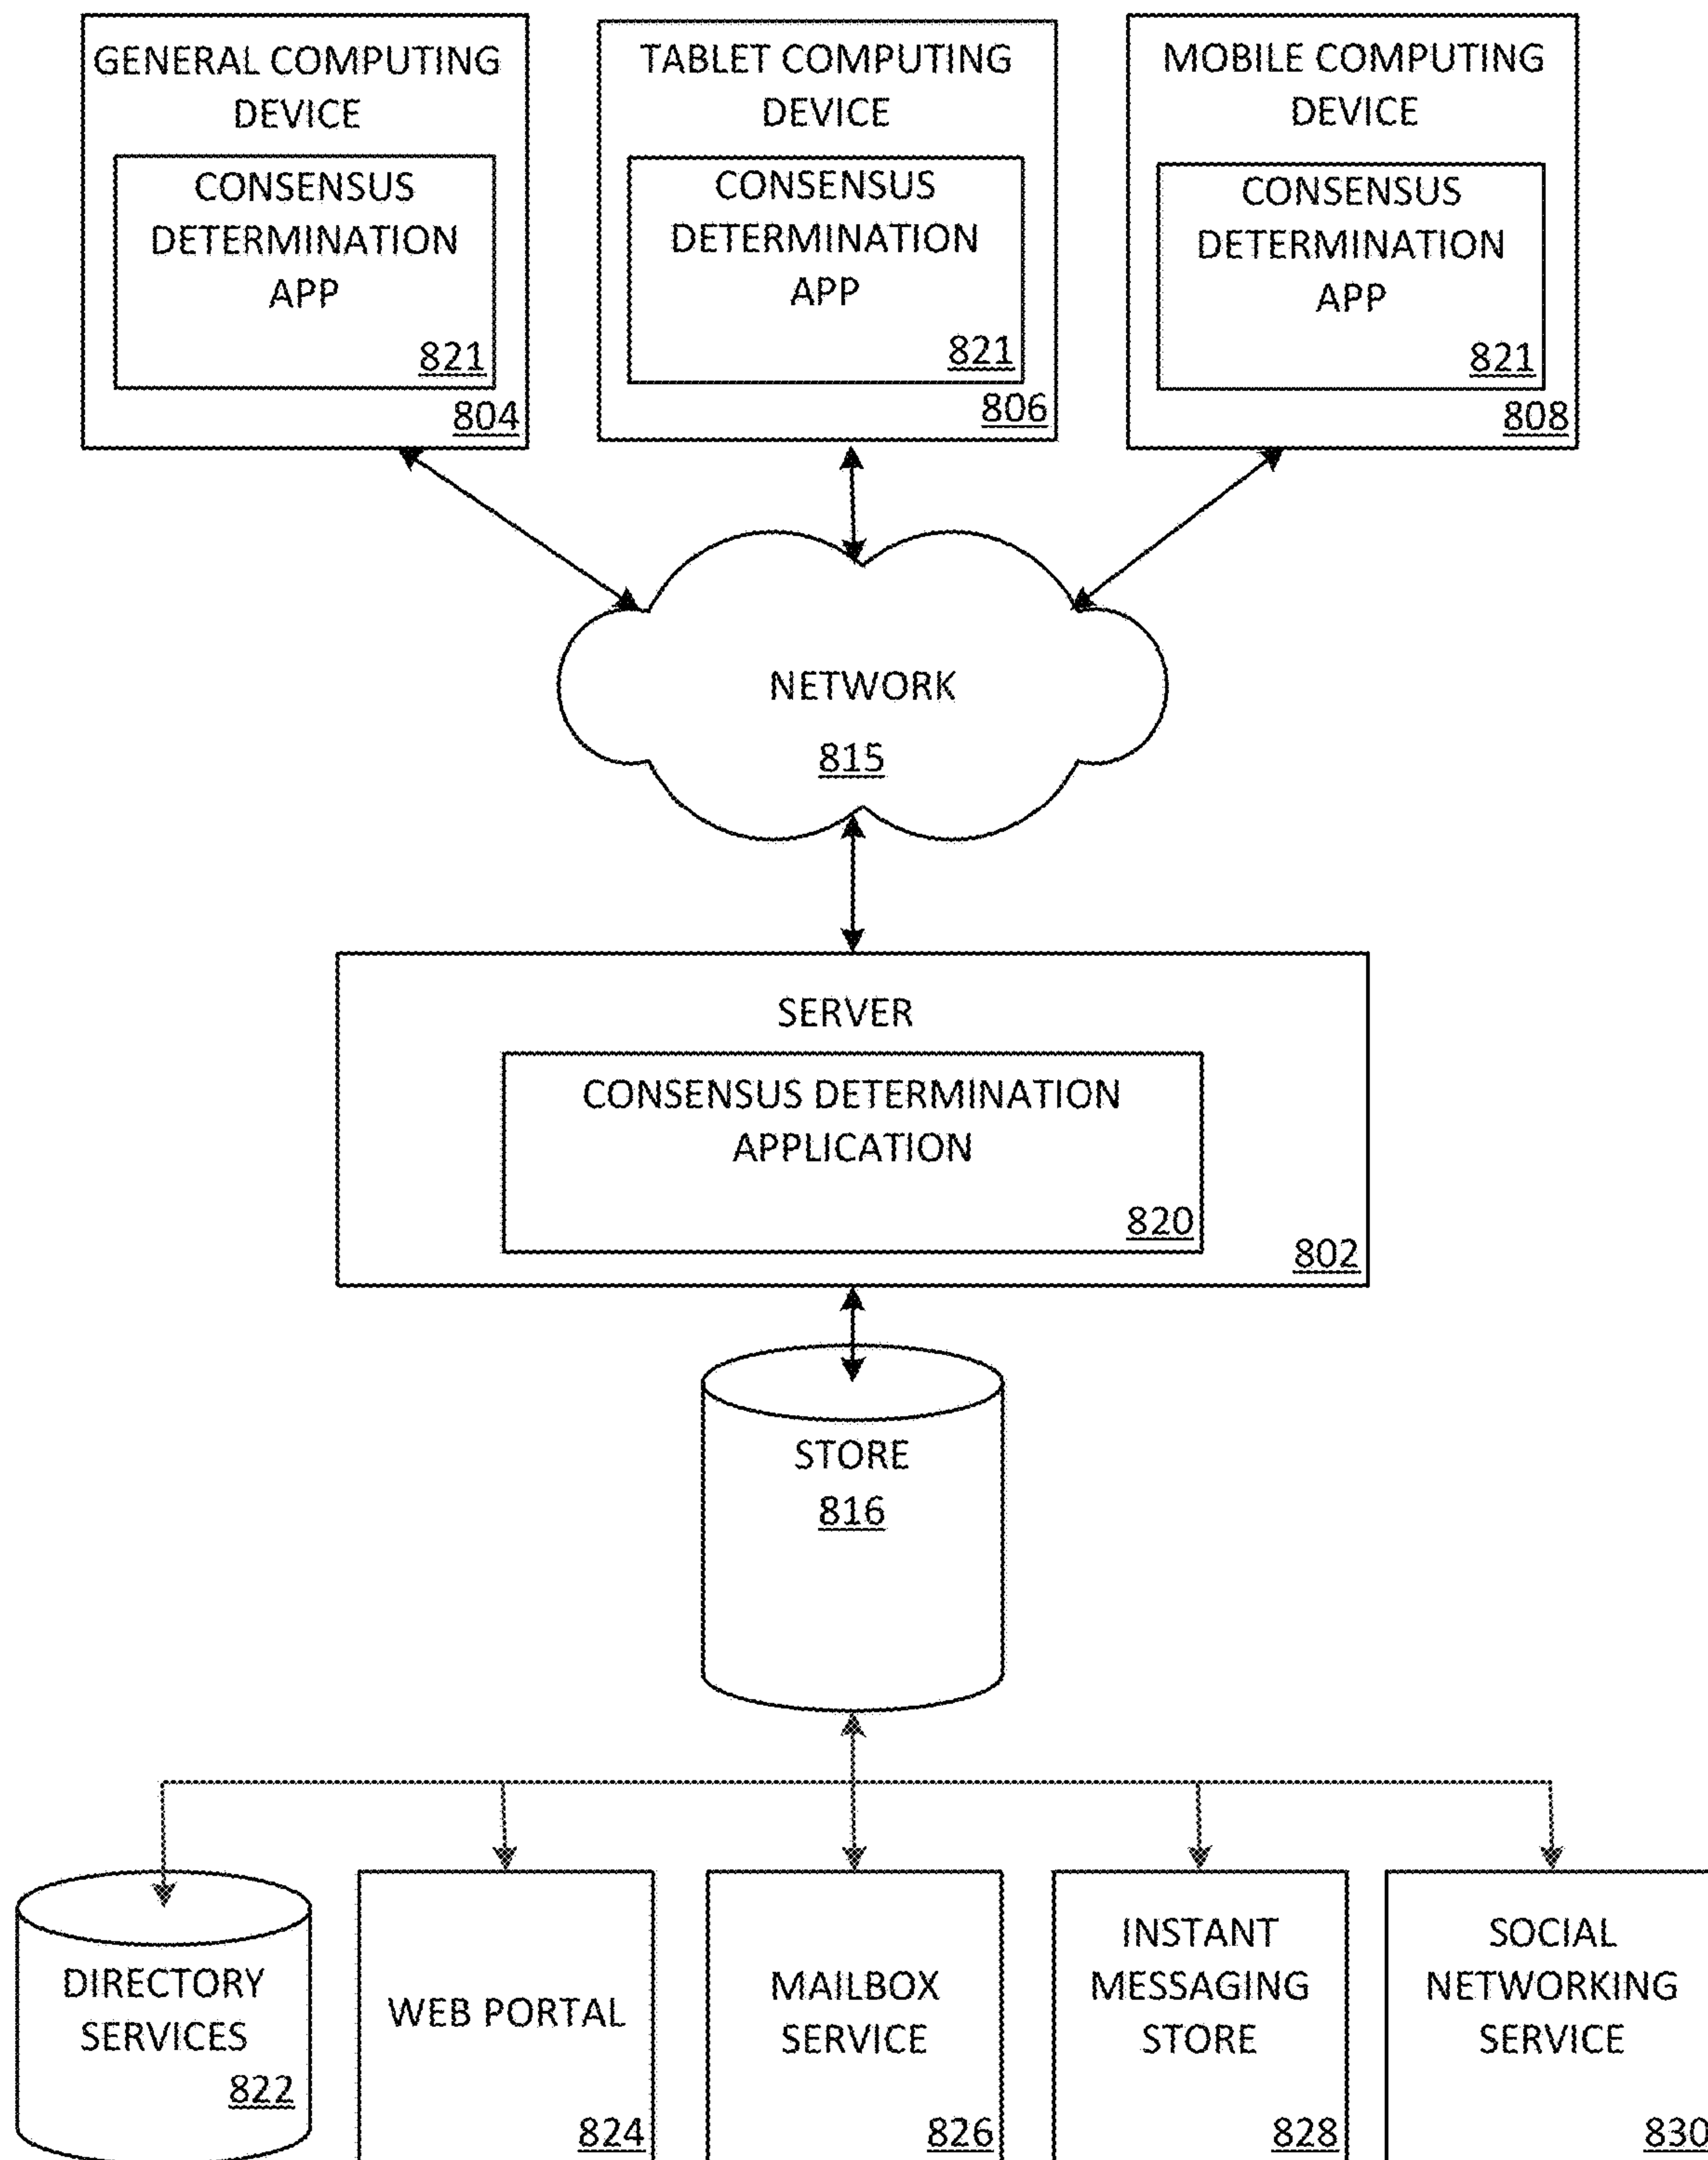 GENERAL COMPUTING
DEVICE
CONSENSUS
DETERMINATION
APP
821
804
TABLET COMPUTING
DEVICE
CONSENSUS
DETERMINATION
APP
821
806
MOBILE COMPUTING
DEVICE
CONSENSUS
DETERMINATION
APP
821
808
NETWORK
815
SERVER
CONSENSUS DETERMINATION
APPLICATION
820
802
STORE
816
DIRECTORY
SERVICES
822
WEB PORTAL
824
MAILBOX
SERVICE
826
INSTANT
MESSAGING
STORE
828
SOCIAL
NETWORKING
SERVICE
830